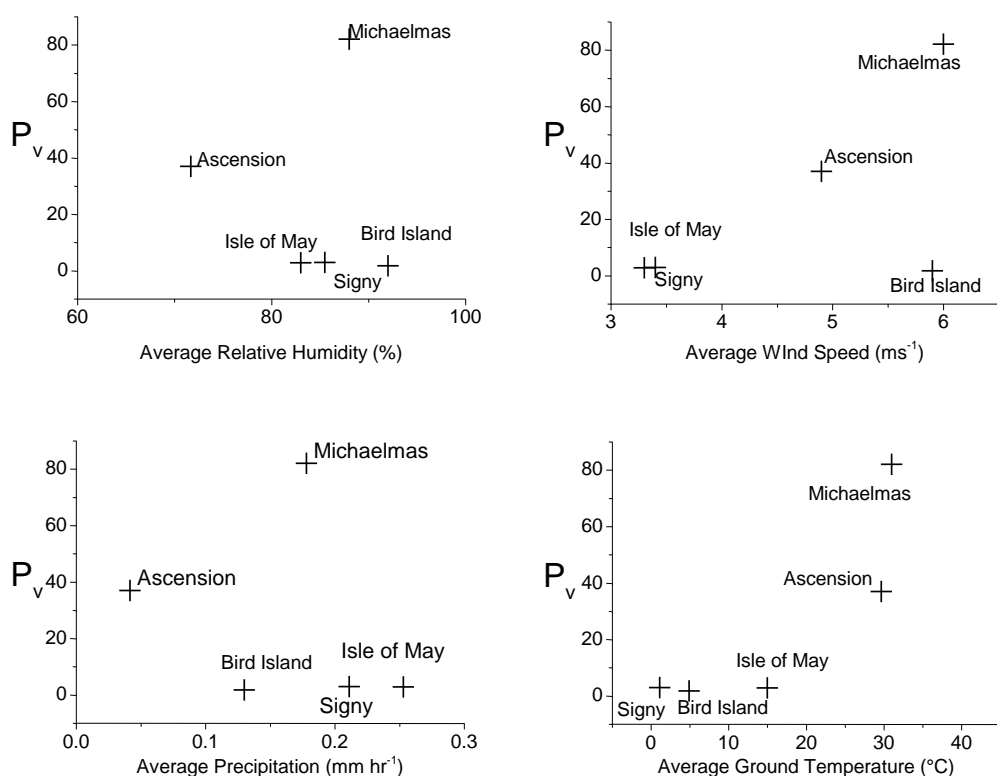 Michaelmas
80
60
P_v
40
Ascension
20
Isle of May
Bird Island
0
Signy
60
80
100
Average Relative Humidity (%)
80
Michaelmas
60
P_v
40
Ascension
20
Isle of May
0
Signy
Bird Island
3
4
5
6
Average WInd Speed (ms⁻¹)
80
Michaelmas
60
P_v
40
Ascension
20
Isle of May
Bird Island
0
Signy
0.0
0.1
0.2
0.3
Average Precipitation (mm hr⁻¹)
80
Michaelmas
60
P_v
40
Ascension
20
Isle of May
0
Signy
Bird Island
0
10
20
30
40
Average Ground Temperature (°C)